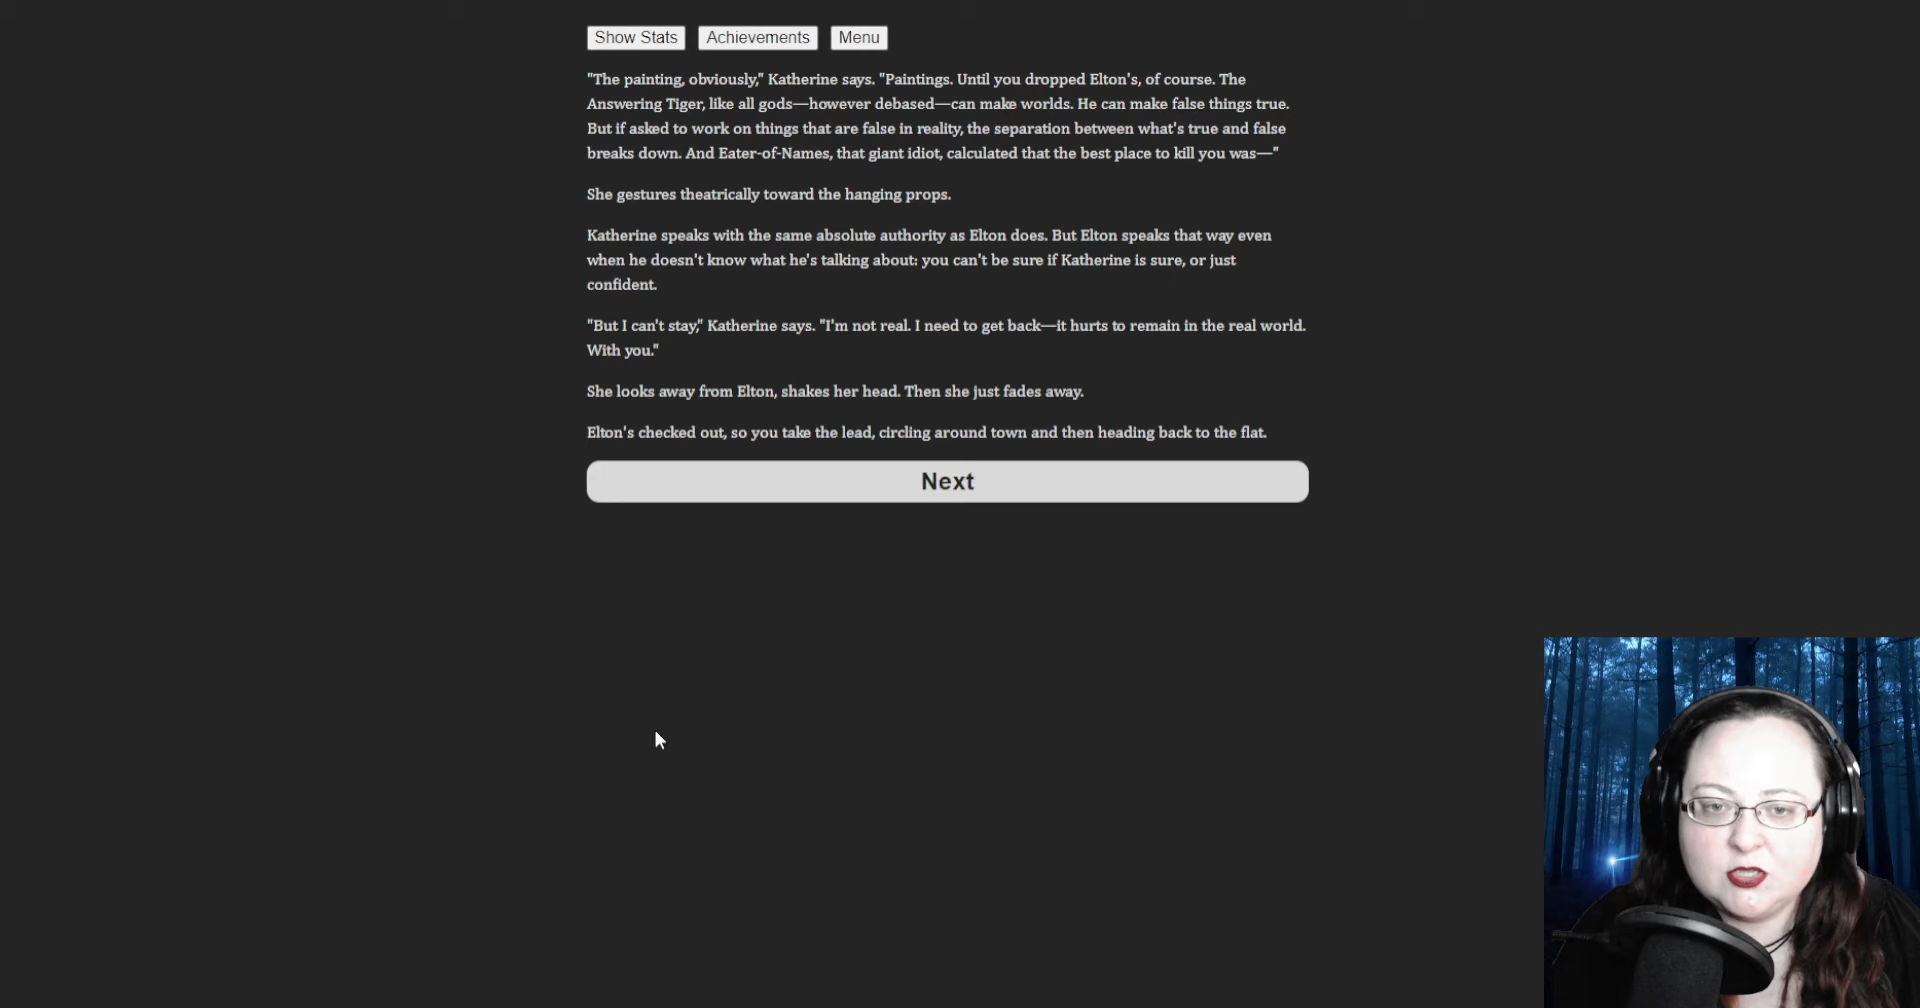 Show Stats Achievements Menu
"The painting, obviously," Katherine says. "Paintings. Until you dropped Elton's, of course. The
Answering Tiger, like all gods—however debased—can make worlds. He can make false things true.
But if asked to work on things that are false in reality, the separation between what's true and false
breaks down. And Eater-of-Names, that giant idiot, calculated that the best place to kill you was—"
She gestures theatrically toward the hanging props.
Katherine speaks with the same absolute authority as Elton does. But Elton speaks that way even
when he doesn't know what he's talking about: you can't be sure if Katherine is sure, or just
confident.
"But I can't stay," Katherine says. "I'm not real. I need to get back—it hurts to remain in the real world.
With you."
She looks away from Elton, shakes her head. Then she just fades away.
Elton's checked out, so you take the lead, circling around town and then heading back to the flat.
Next